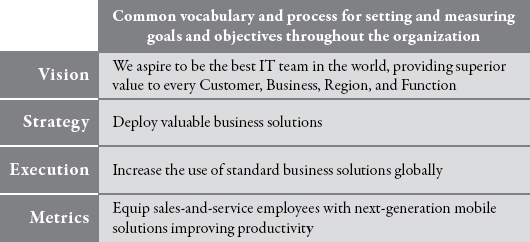 Common vocabulary and process for setting and measuring
goals and objectives throughout the organization
Vision
We aspire to be the best IT team in the world, providing superior
value to every Customer, Business, Region, and Function
Strategy
Deploy valuable business solutions
Execution
Increase the use of standard business solutions globally
Metrics
Equip sales-and-service employees with next-generation mobile
solutions improving productivity